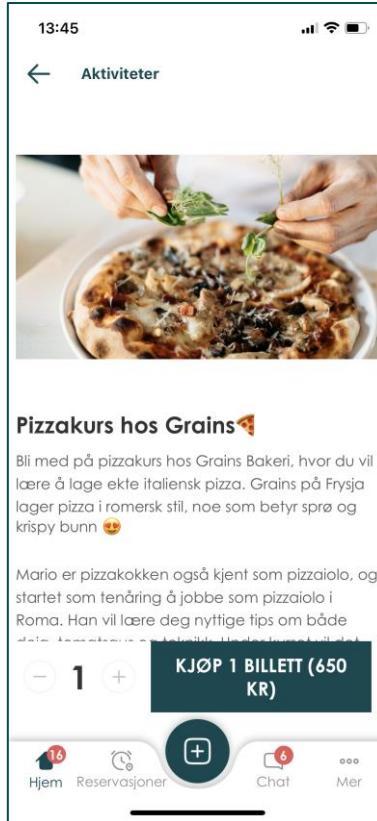 13:45
Aktiviteter
Pizzakurs hos Grains🍕
Bli med på pizzakurs hos Grains Bakeri, hvor du vil
lære å lage ekte italiensk pizza. Grains på Frysja
lager pizza i romersk stil, noe som betyr sprø og
krispy bunn 😍
Mario er pizzakokken også kjent som pizzaiolo, og
startet som tenåring å jobbe som pizzaiolo i
Roma. Han vil lære deg nyttige tips om både
1
KJØP 1 BILLETT (650
KR)
16
6
Hjem
Reservasjoner
Chat
Mer